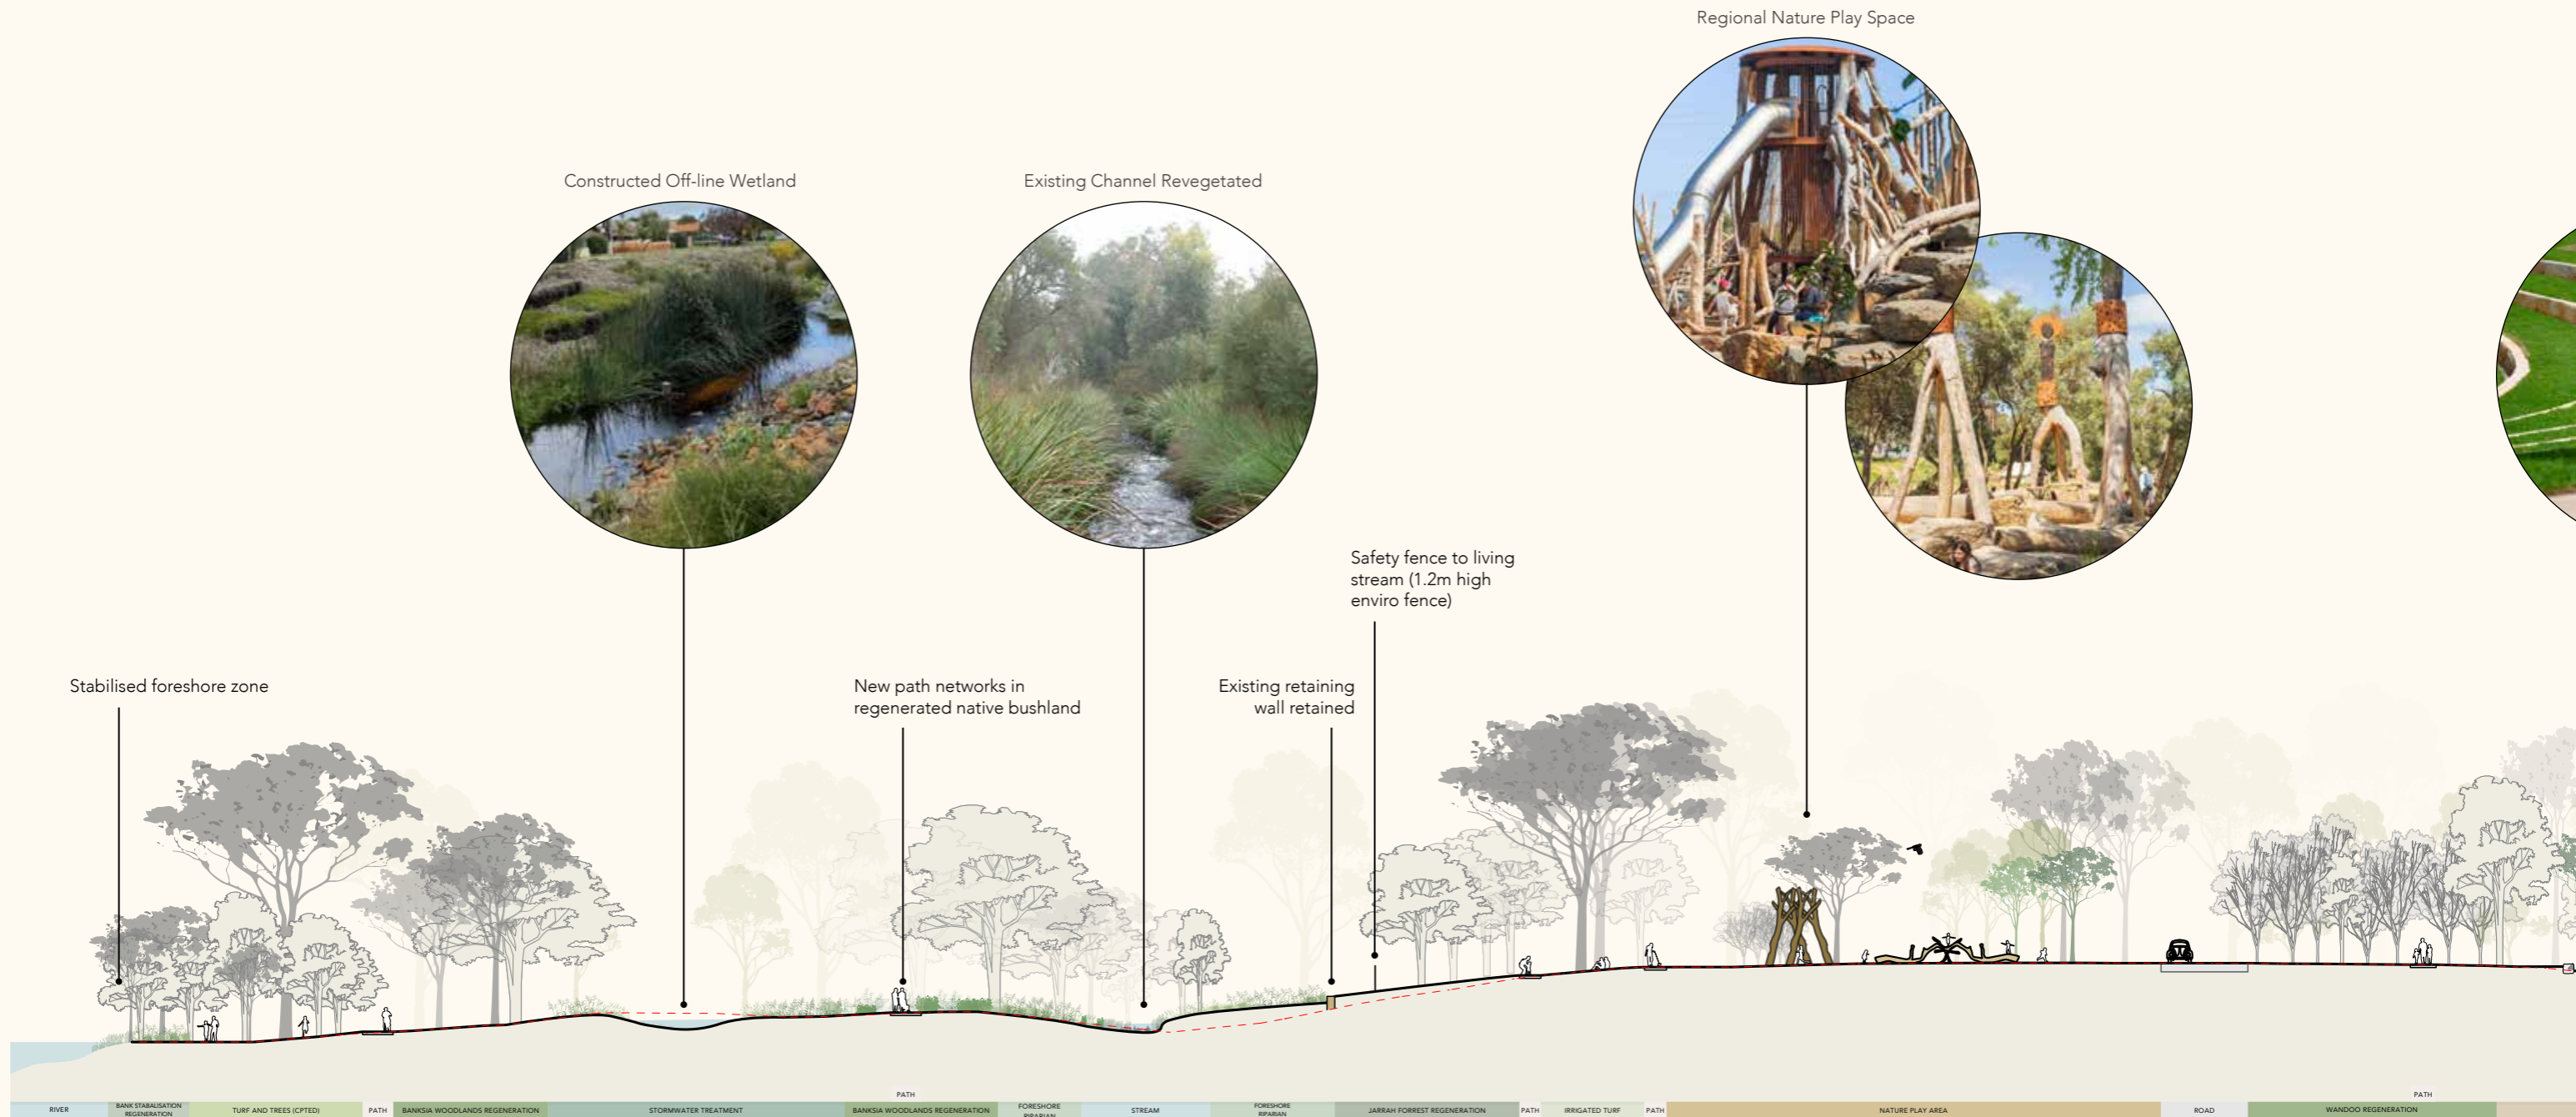 Regional Nature Play Space
Constructed Off-line Wetland
Existing Channel Revegetated
Safety fence to living
stream (1.2m high
enviro fence)
Stabilised foreshore zone
New path networks in
regenerated native bushland
Existing retaining
wall retained
PATH
PATH
RIVER
BANK STABALISATION
REGENERATION
TURF AND TREES (CPTED)
PATH
BANKSIA WOODLANDS REGENERATION
STORMWATER TREATMENT
BANKSIA WOODLANDS REGENERATION
FORESHORE
RIPARIAN
STREAM
FORESHORE
RIPARIAN
JARRAH FORREST REGENERATION
PATH
IRRIGATED TURF
PATH
NATURE PLAY AREA
ROAD
WANDOO REGENERATION